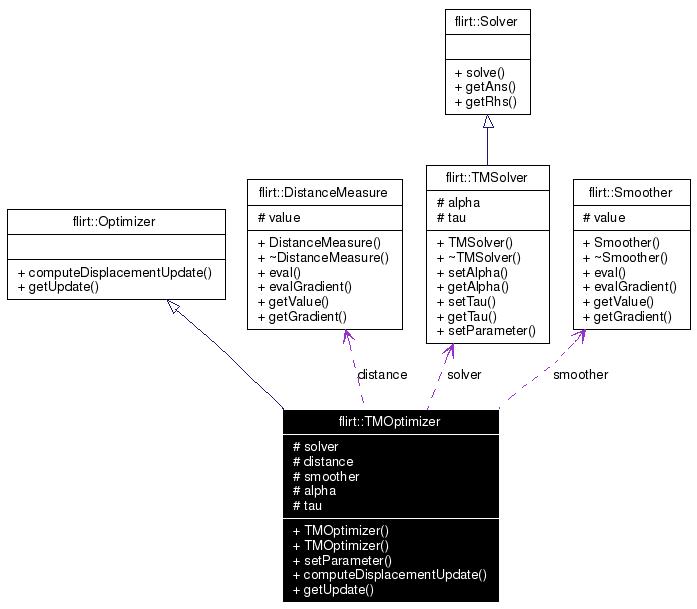 flirt::Solver
+ solve()
+ getAns()
+ getRhs()
flirt::Optimizer
+ computeDisplacementUpdate()
+ getUpdate()
flirt::DistanceMeasure
# value
+ DistanceMeasure()
+ ~DistanceMeasure()
+ eval()
+ evalGradient()
+ getValue()
+ getGradient()
flirt::TMSolver
# alpha
# tau
+ TMSolver()
+ ~TMSolver()
+ setAlpha()
+ getAlpha()
+ setTau()
+ getTau()
+ setParameter()
flirt::Smoother
# value
+ Smoother()
+ ~Smoother()
+ eval()
+ evalGradient()
+ getValue()
+ getGradient()
distance
solver
smoother
flirt::TMOptimizer
# solver
# distance
# smoother
# alpha
# tau
+ TMOptimizer()
+ TMOptimizer()
+ setParameter()
+ computeDisplacementUpdate()
+ getUpdate()